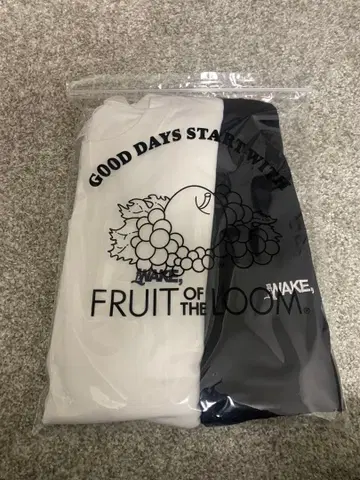 GOOD DAYS START WITH
WAKE,
WAKE,
FRUIT OF THE LOOM®